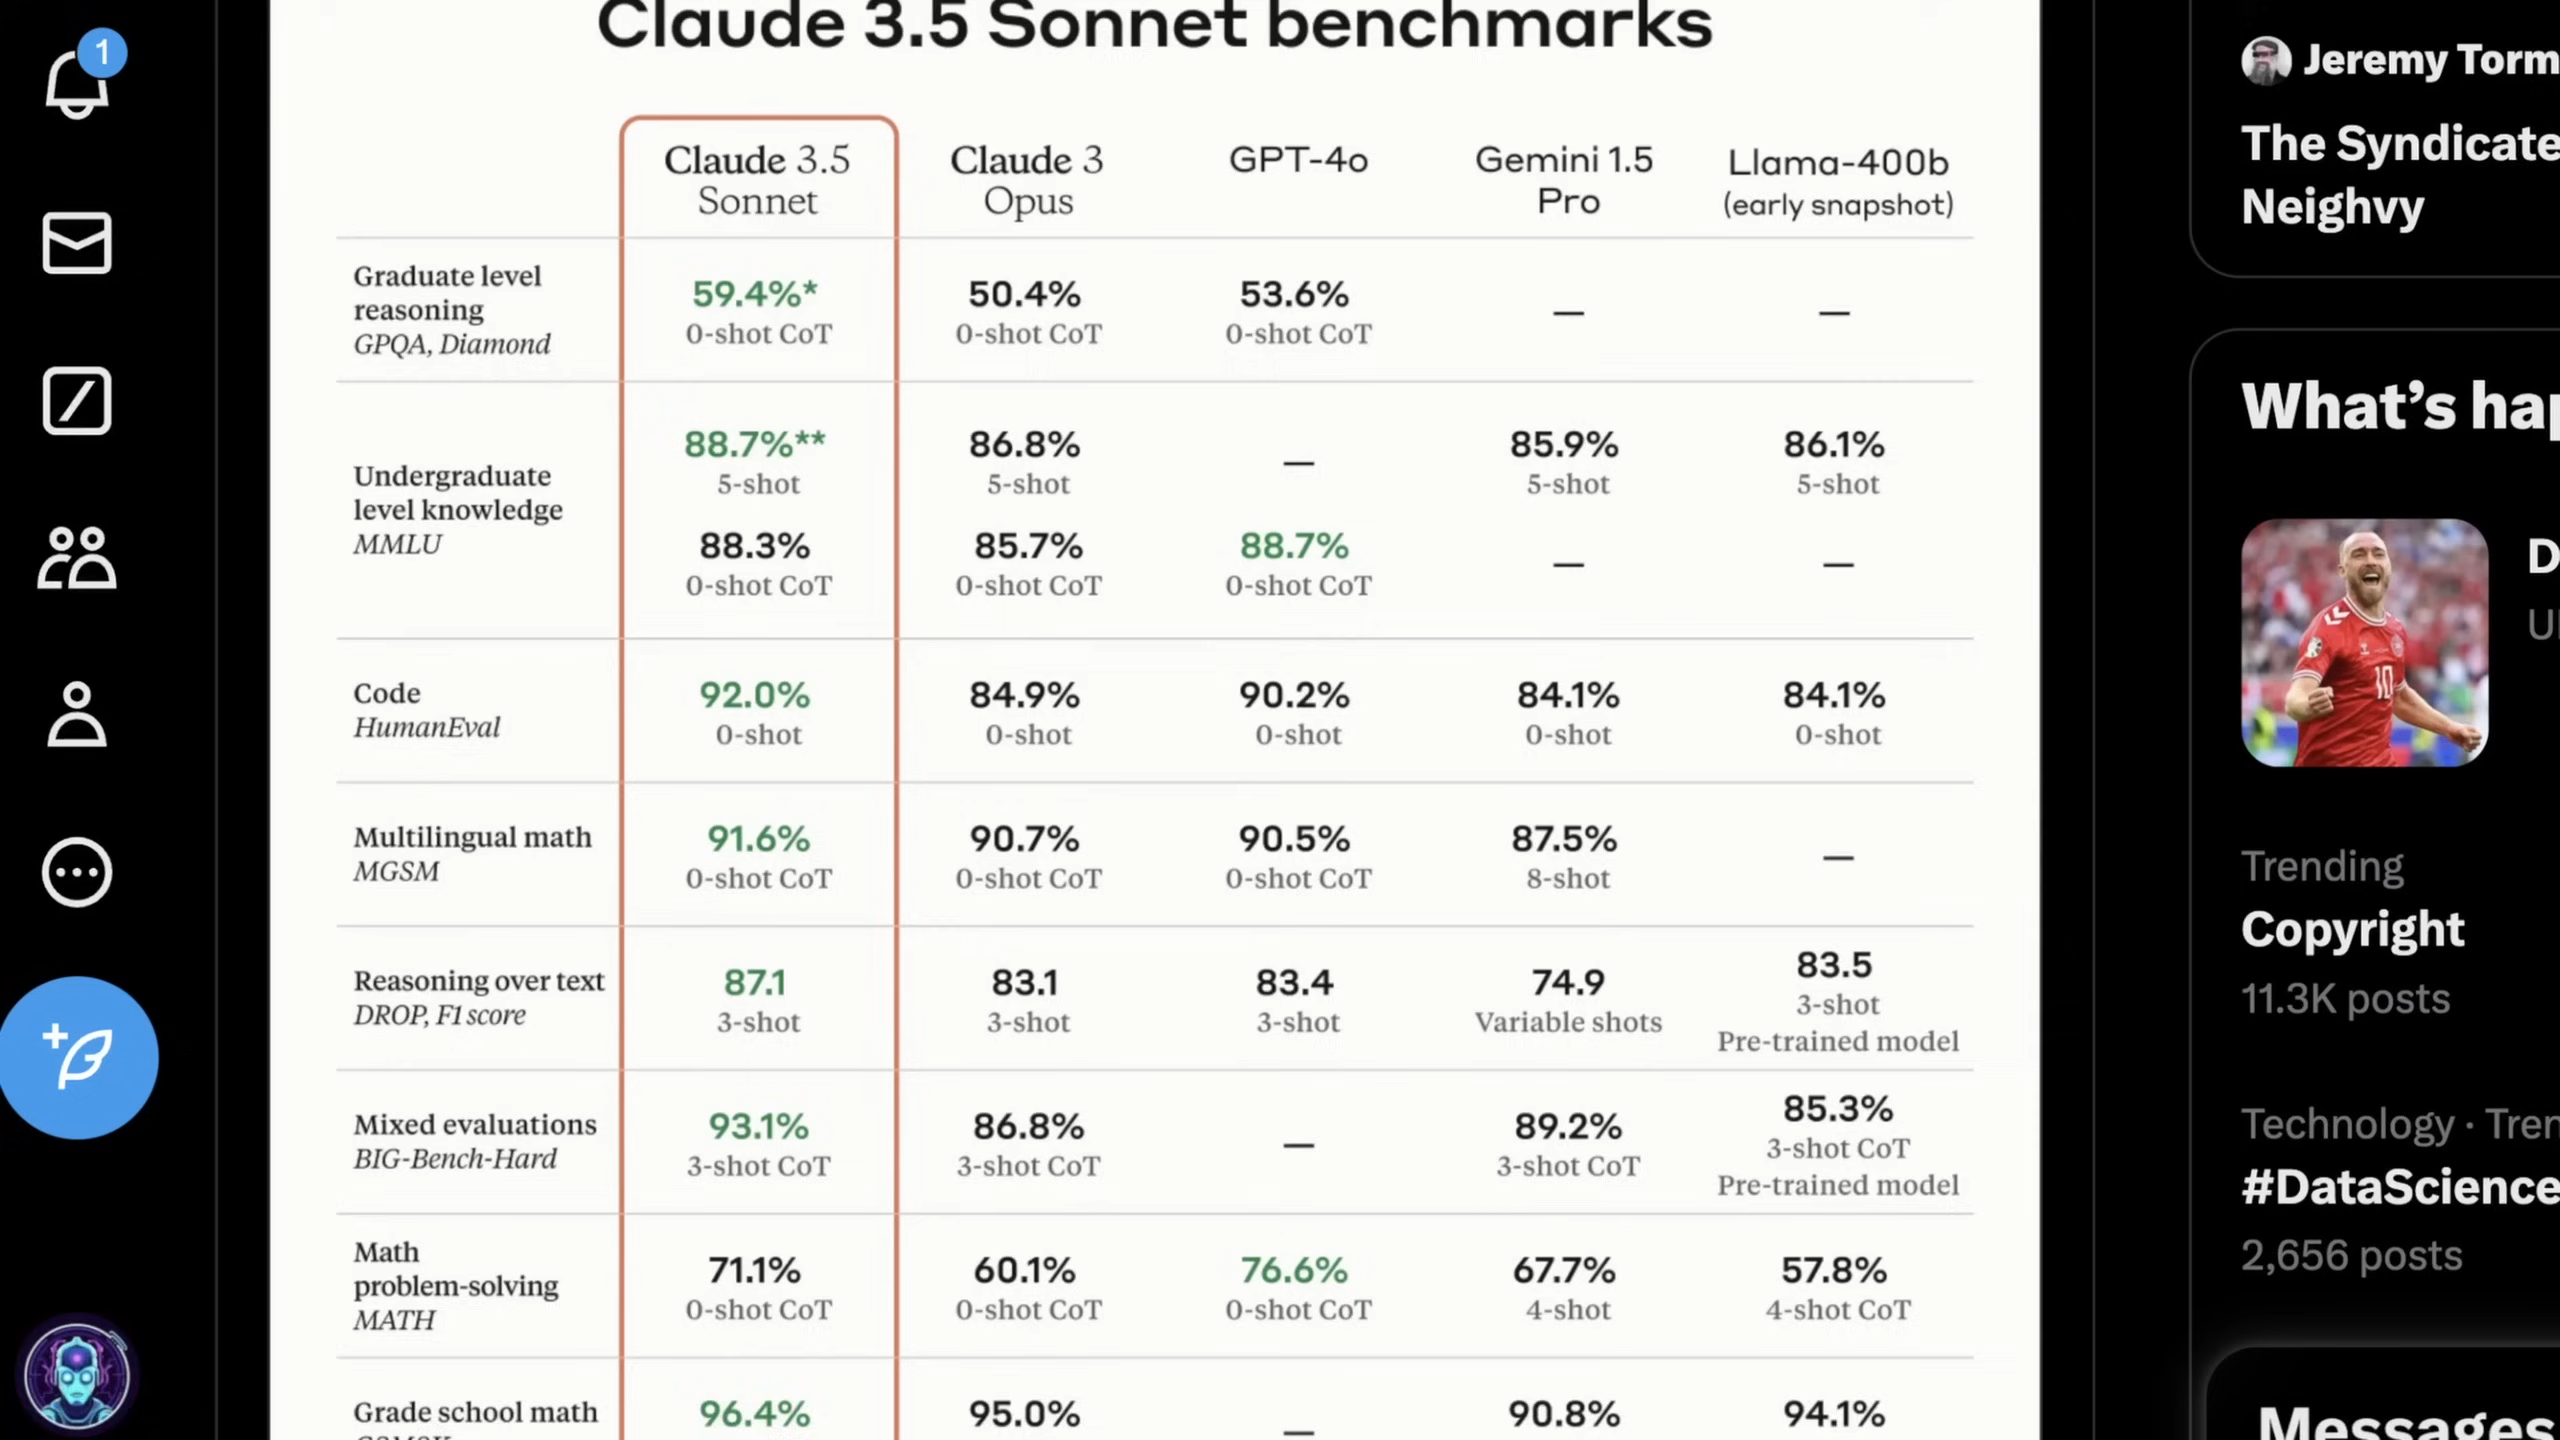 1
Claude 3.5 Sonnet benchmarks
Claude 3.5
Sonnet
Claude 3
Opus
GPT-4o
Gemini 1.5
Pro
Llama-400b
(early snapshot)
Graduate level
reasoning
GPQA, Diamond
59.4%*
0-shot CoT
50.4%
0-shot CoT
53.6%
0-shot CoT
—
—
Undergraduate
level knowledge
MMLU
88.7%**
5-shot
86.8%
5-shot
—
85.9%
5-shot
86.1%
5-shot
88.3%
0-shot CoT
85.7%
0-shot CoT
88.7%
0-shot CoT
—
—
Code
HumanEval
92.0%
0-shot
84.9%
0-shot
90.2%
0-shot
84.1%
0-shot
84.1%
0-shot
Multilingual math
MGSM
91.6%
0-shot CoT
90.7%
0-shot CoT
90.5%
0-shot CoT
87.5%
8-shot
—
Reasoning over text
DROP, F1 score
87.1
3-shot
83.1
3-shot
83.4
3-shot
74.9
Variable shots
83.5
3-shot
Pre-trained model
Mixed evaluations
BIG-Bench-Hard
93.1%
3-shot CoT
86.8%
3-shot CoT
—
89.2%
3-shot CoT
85.3%
3-shot CoT
Pre-trained model
Math
problem-solving
MATH
71.1%
0-shot CoT
60.1%
0-shot CoT
76.6%
0-shot CoT
67.7%
4-shot
57.8%
4-shot CoT
Grade school math
96.4%
95.0%
—
90.8%
94.1%
Jeremy Torm
The Syndicate
Neighvy
What's hap
10
D
Trending
Copyright
11.3K posts
Technology · Tren
#DataScience
2,656 posts
Messages